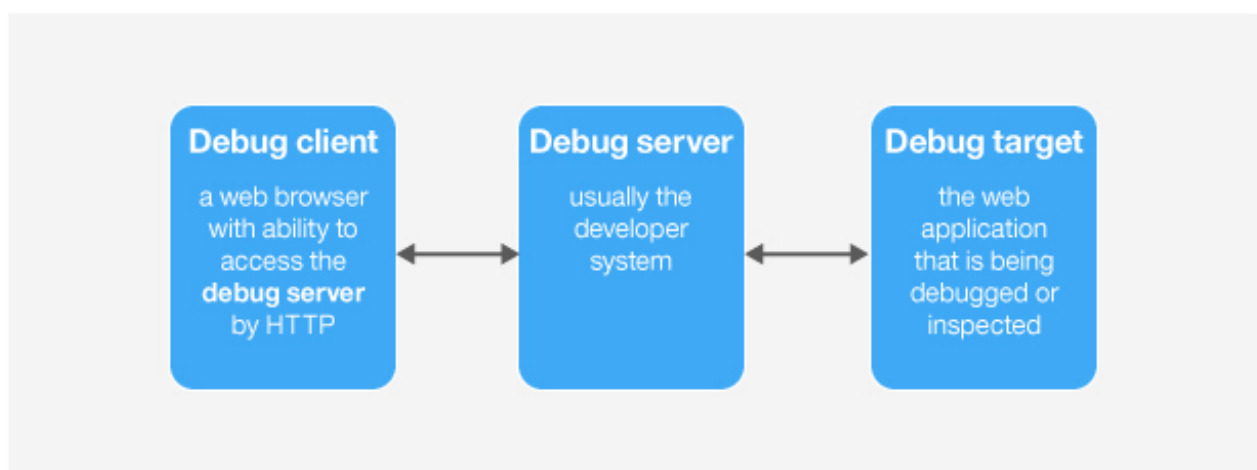 Debug client
a web browser
with ability to
access the
debug server
by HTTP
Debug server
usually the
developer
system
Debug target
the web
application
that is being
debugged or
inspected